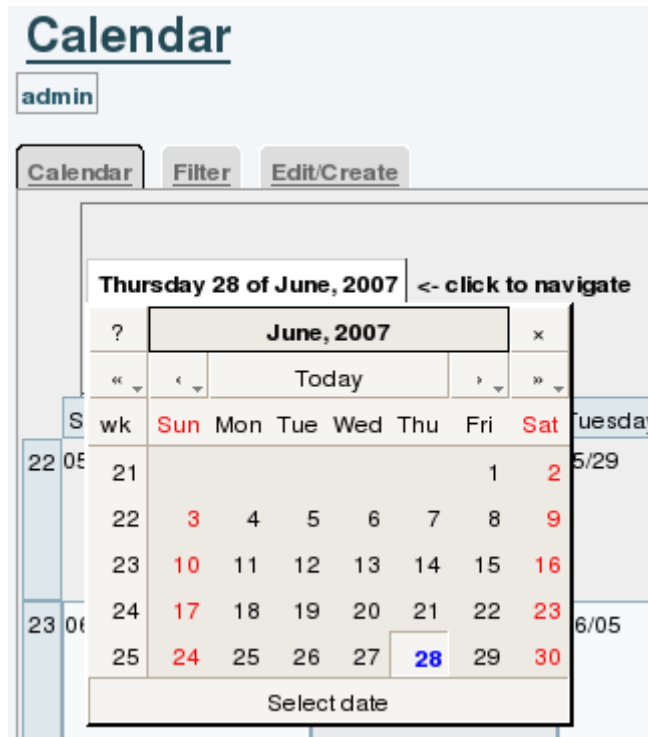 Calendar
admin
Calendar Filter Edit/Create
Thursday 28 of June, 2007 <- click to navigate
? June, 2007 ×
« ‹ Today › »
wk Sun Mon Tue Wed Thu Fri Sat
21 1 2
22 3 4 5 6 7 8 9
23 10 11 12 13 14 15 16
24 17 18 19 20 21 22 23
25 24 25 26 27 28 29 30
Select date
S uesday
22 05 5/29
23 06 6/05